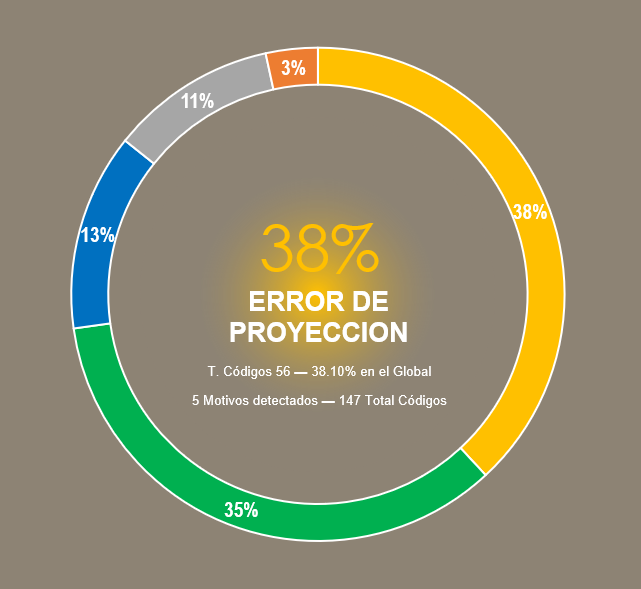 3%
11%
38%
13%
38%
ERROR DE
PROYECCION
T. Códigos 56 — 38.10% en el Global
5 Motivos detectados — 147 Total Códigos
35%